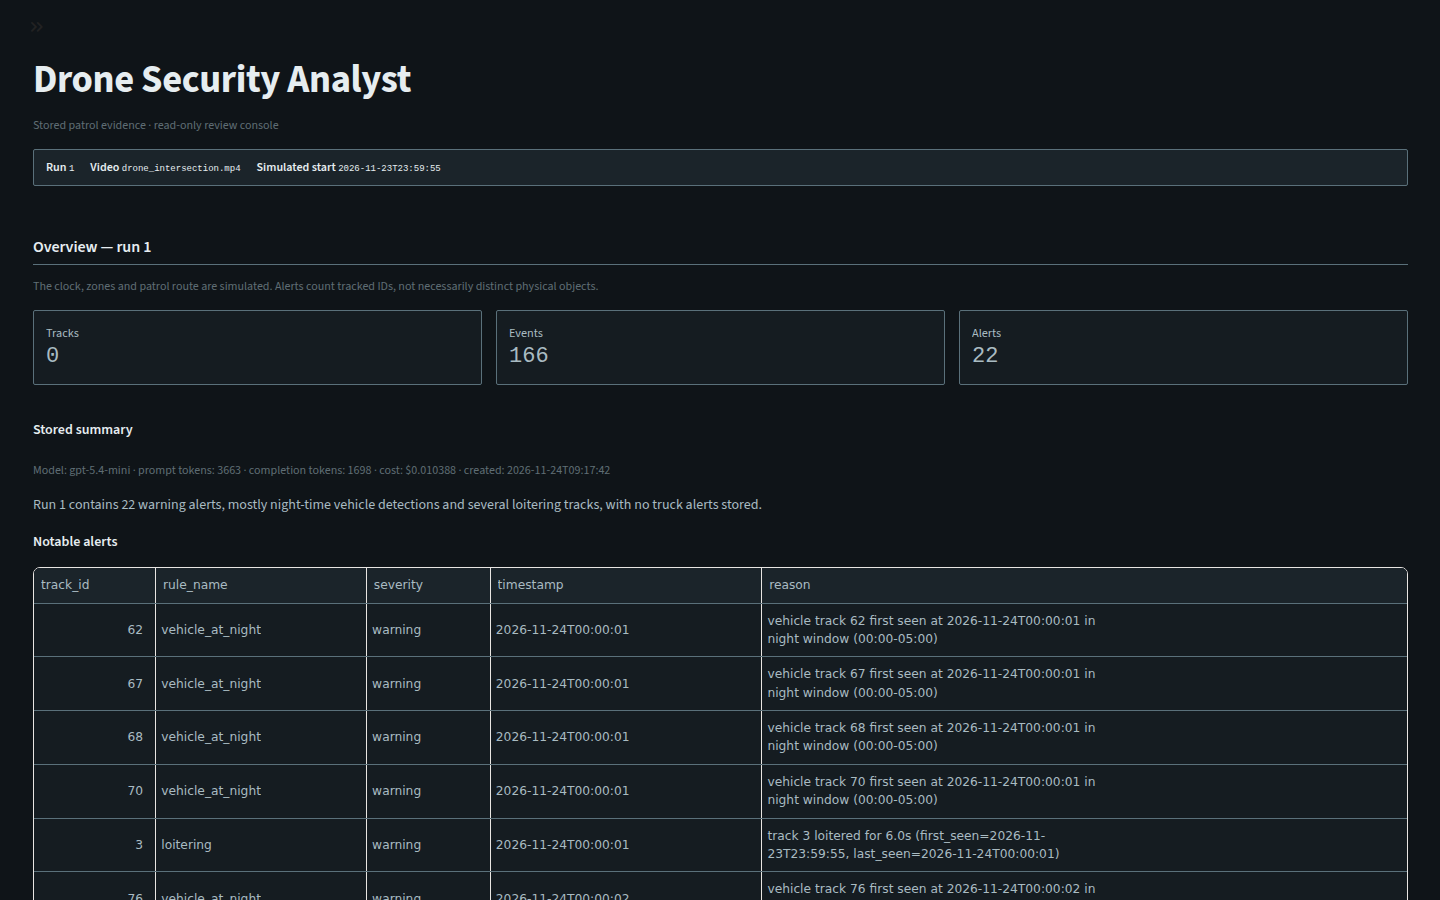 »
Drone Security Analyst
Stored patrol evidence · read-only review console
Run 1 Video drone_intersection.mp4 Simulated start 2026-11-23T23:59:55
Overview — run 1
The clock, zones and patrol route are simulated. Alerts count tracked IDs, not necessarily distinct physical objects.
Tracks Events Alerts
0 166 22
Stored summary
Model: gpt-5.4-mini · prompt tokens: 3663 · completion tokens: 1698 · cost: $0.010388 · created: 2026-11-24T09:17:42
Run 1 contains 22 warning alerts, mostly night-time vehicle detections and several loitering tracks, with no truck alerts stored.
Notable alerts
track_id rule_name severity timestamp reason
62 vehicle_at_night warning 2026-11-24T00:00:01 vehicle track 62 first seen at 2026-11-24T00:00:01 in
night window (00:00-05:00)
67 vehicle_at_night warning 2026-11-24T00:00:01 vehicle track 67 first seen at 2026-11-24T00:00:01 in
night window (00:00-05:00)
68 vehicle_at_night warning 2026-11-24T00:00:01 vehicle track 68 first seen at 2026-11-24T00:00:01 in
night window (00:00-05:00)
70 vehicle_at_night warning 2026-11-24T00:00:01 vehicle track 70 first seen at 2026-11-24T00:00:01 in
night window (00:00-05:00)
3 loitering warning 2026-11-24T00:00:01 track 3 loitered for 6.0s (first_seen=2026-11-
23T23:59:55, last_seen=2026-11-24T00:00:01)
76 vehicle_at_night warning 2026-11-24T00:00:02 vehicle track 76 first seen at 2026-11-24T00:00:02 in